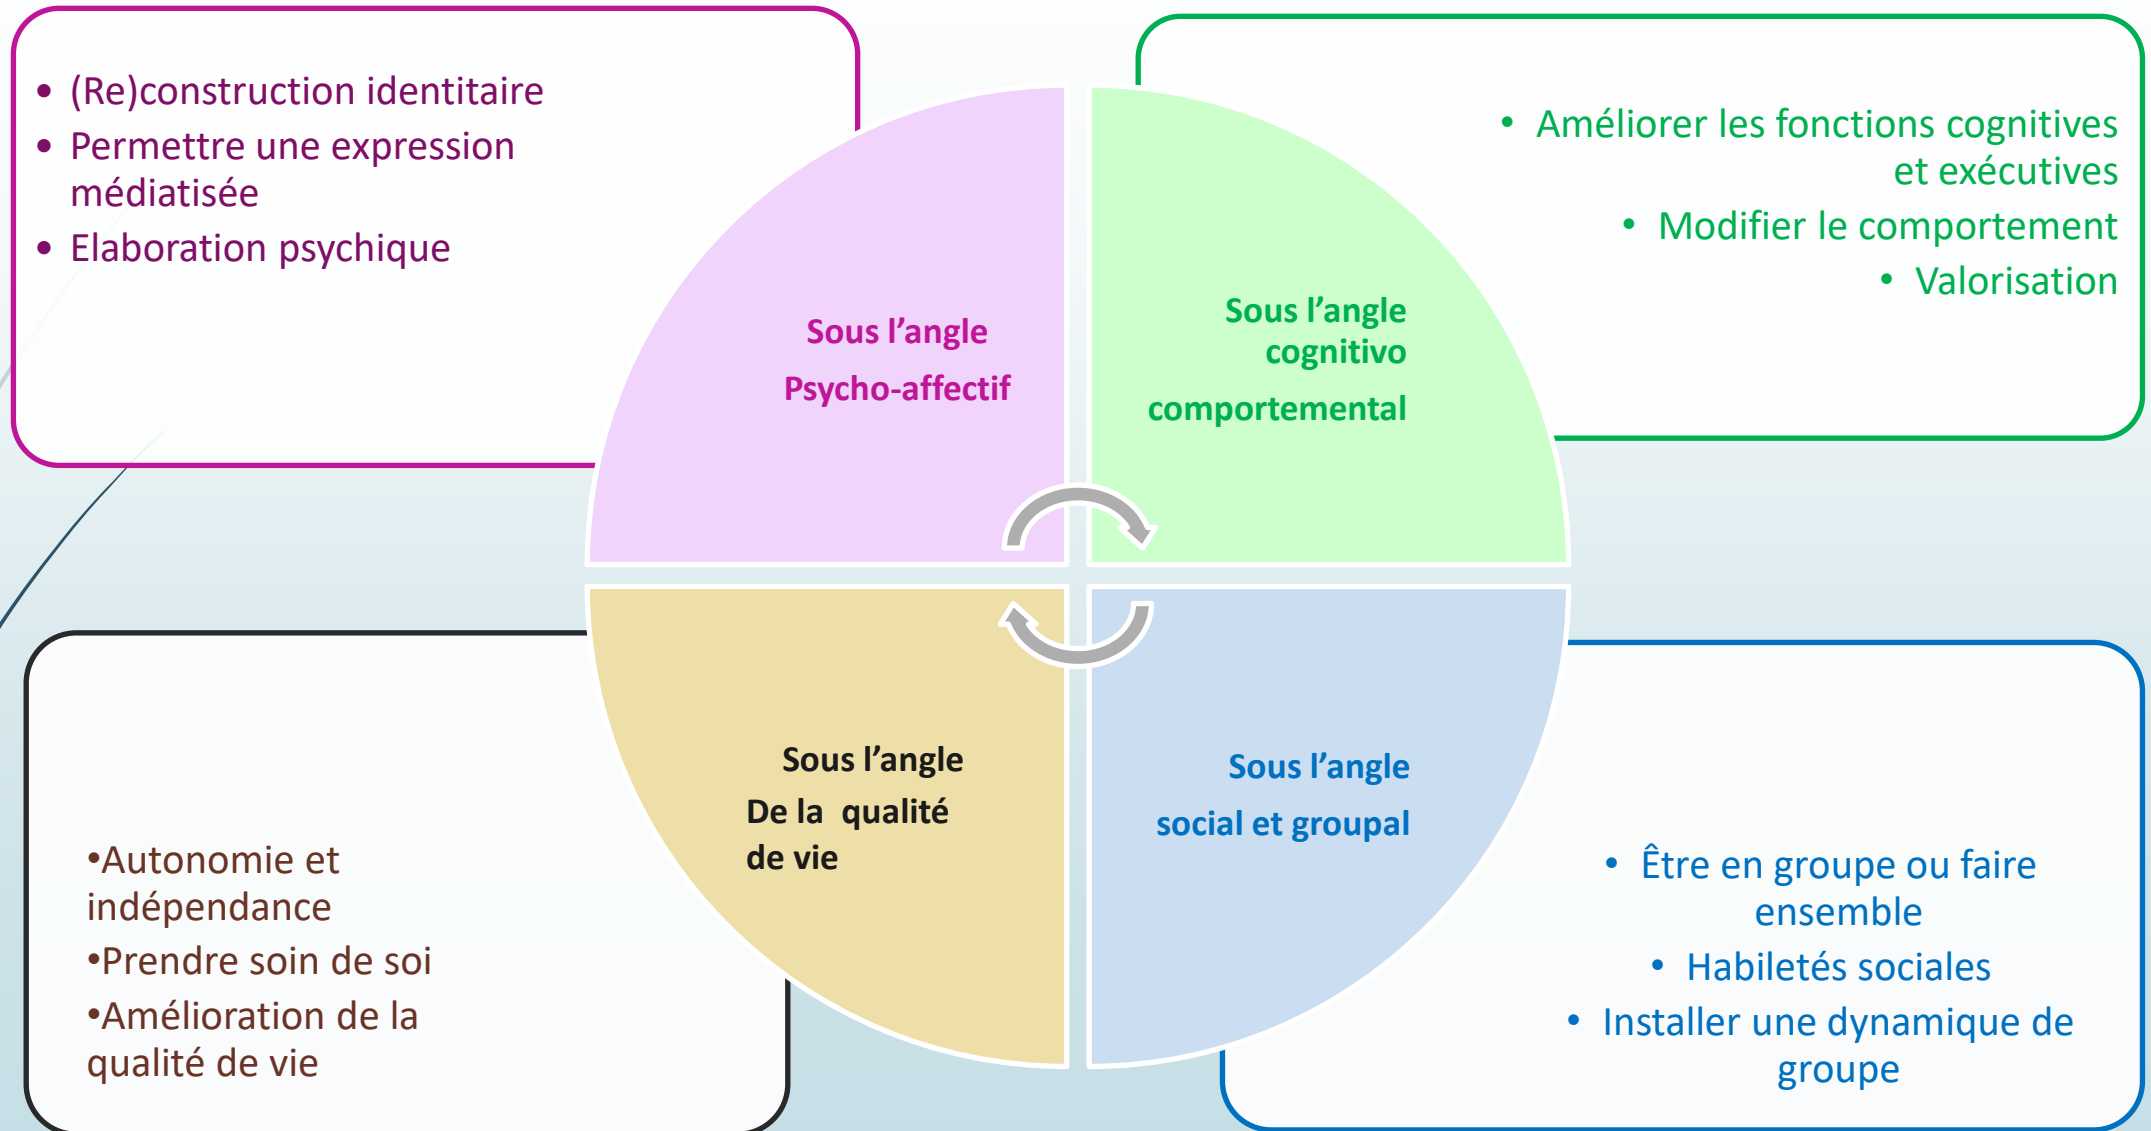 • (Re)construction identitaire
• Permettre une expression
médiatisée
• Elaboration psychique
• Améliorer les fonctions cognitives
et exécutives
• Modifier le comportement
• Valorisation
Sous l’angle
Psycho-affectif
Sous l’angle
cognitivo
comportemental
Sous l’angle
De la  qualité
de vie
Sous l’angle
social et groupal
•Autonomie et
indépendance
•Prendre soin de soi
•Amélioration de la
qualité de vie
• Être en groupe ou faire
ensemble
• Habiletés sociales
• Installer une dynamique de
groupe